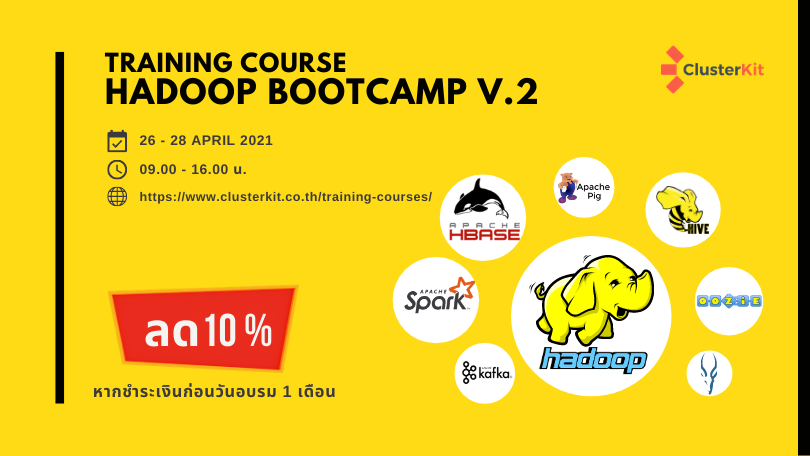 TRAINING COURSE
HADOOP BOOTCAMP V.2
ClusterKit
26 - 28 APRIL 2021
09.00 - 16.00 น.
https://www.clusterkit.co.th/training-courses/
APACHE
HBASE
Apache
Pig
HIVE
APACHE
Spark
hadoop
OOZIE
kafka
ลด 10 %
หากชำระเงินก่อนวันอบรม 1 เดือน